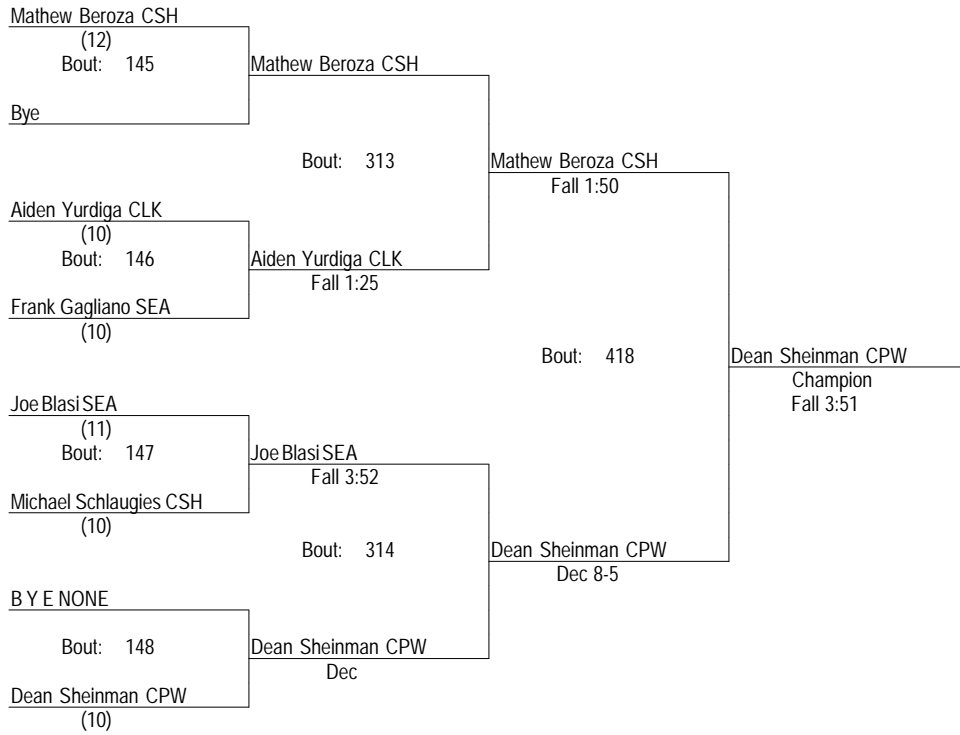 Mathew Beroza CSH
(12)
Bout: 145
Mathew Beroza CSH
Bye
Bout: 313
Mathew Beroza CSH
Fall 1:50
Aiden Yurdiga CLK
(10)
Bout: 146
Aiden Yurdiga CLK
Fall 1:25
Frank Gagliano SEA
(10)
Bout: 418
Dean Sheinman CPW
Champion
Fall 3:51
Joe Blasi SEA
(11)
Bout: 147
Joe Blasi SEA
Fall 3:52
Michael Schlaugies CSH
(10)
Bout: 314
Dean Sheinman CPW
Dec 8-5
B Y E NONE
Bout: 148
Dean Sheinman CPW
Dec
Dean Sheinman CPW
(10)